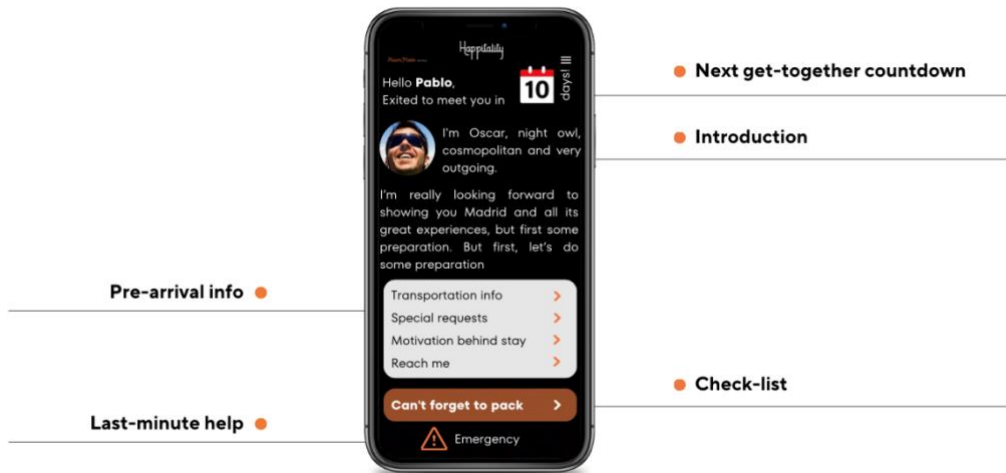 Happitality
Hello Pablo,
Exited to meet you in
10
days! III
Next get-together countdown
I'm Oscar, night owl,
cosmopolitan and very
outgoing.
Introduction
I'm really looking forward to
showing you Madrid and all its
great experiences, but first some
preparation. But first, let's do
some preparation
Pre-arrival info
Transportation info
Special requests
Motivation behind stay
Reach me
Check-list
Can't forget to pack
Last-minute help
Emergency